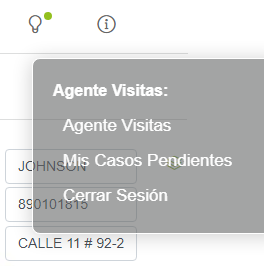 Agente Visitas:
Agente Visitas
JOHNSON
Mis Casos Pendientes
890101815
Cerrar Sesión
CALLE 11 # 92-2